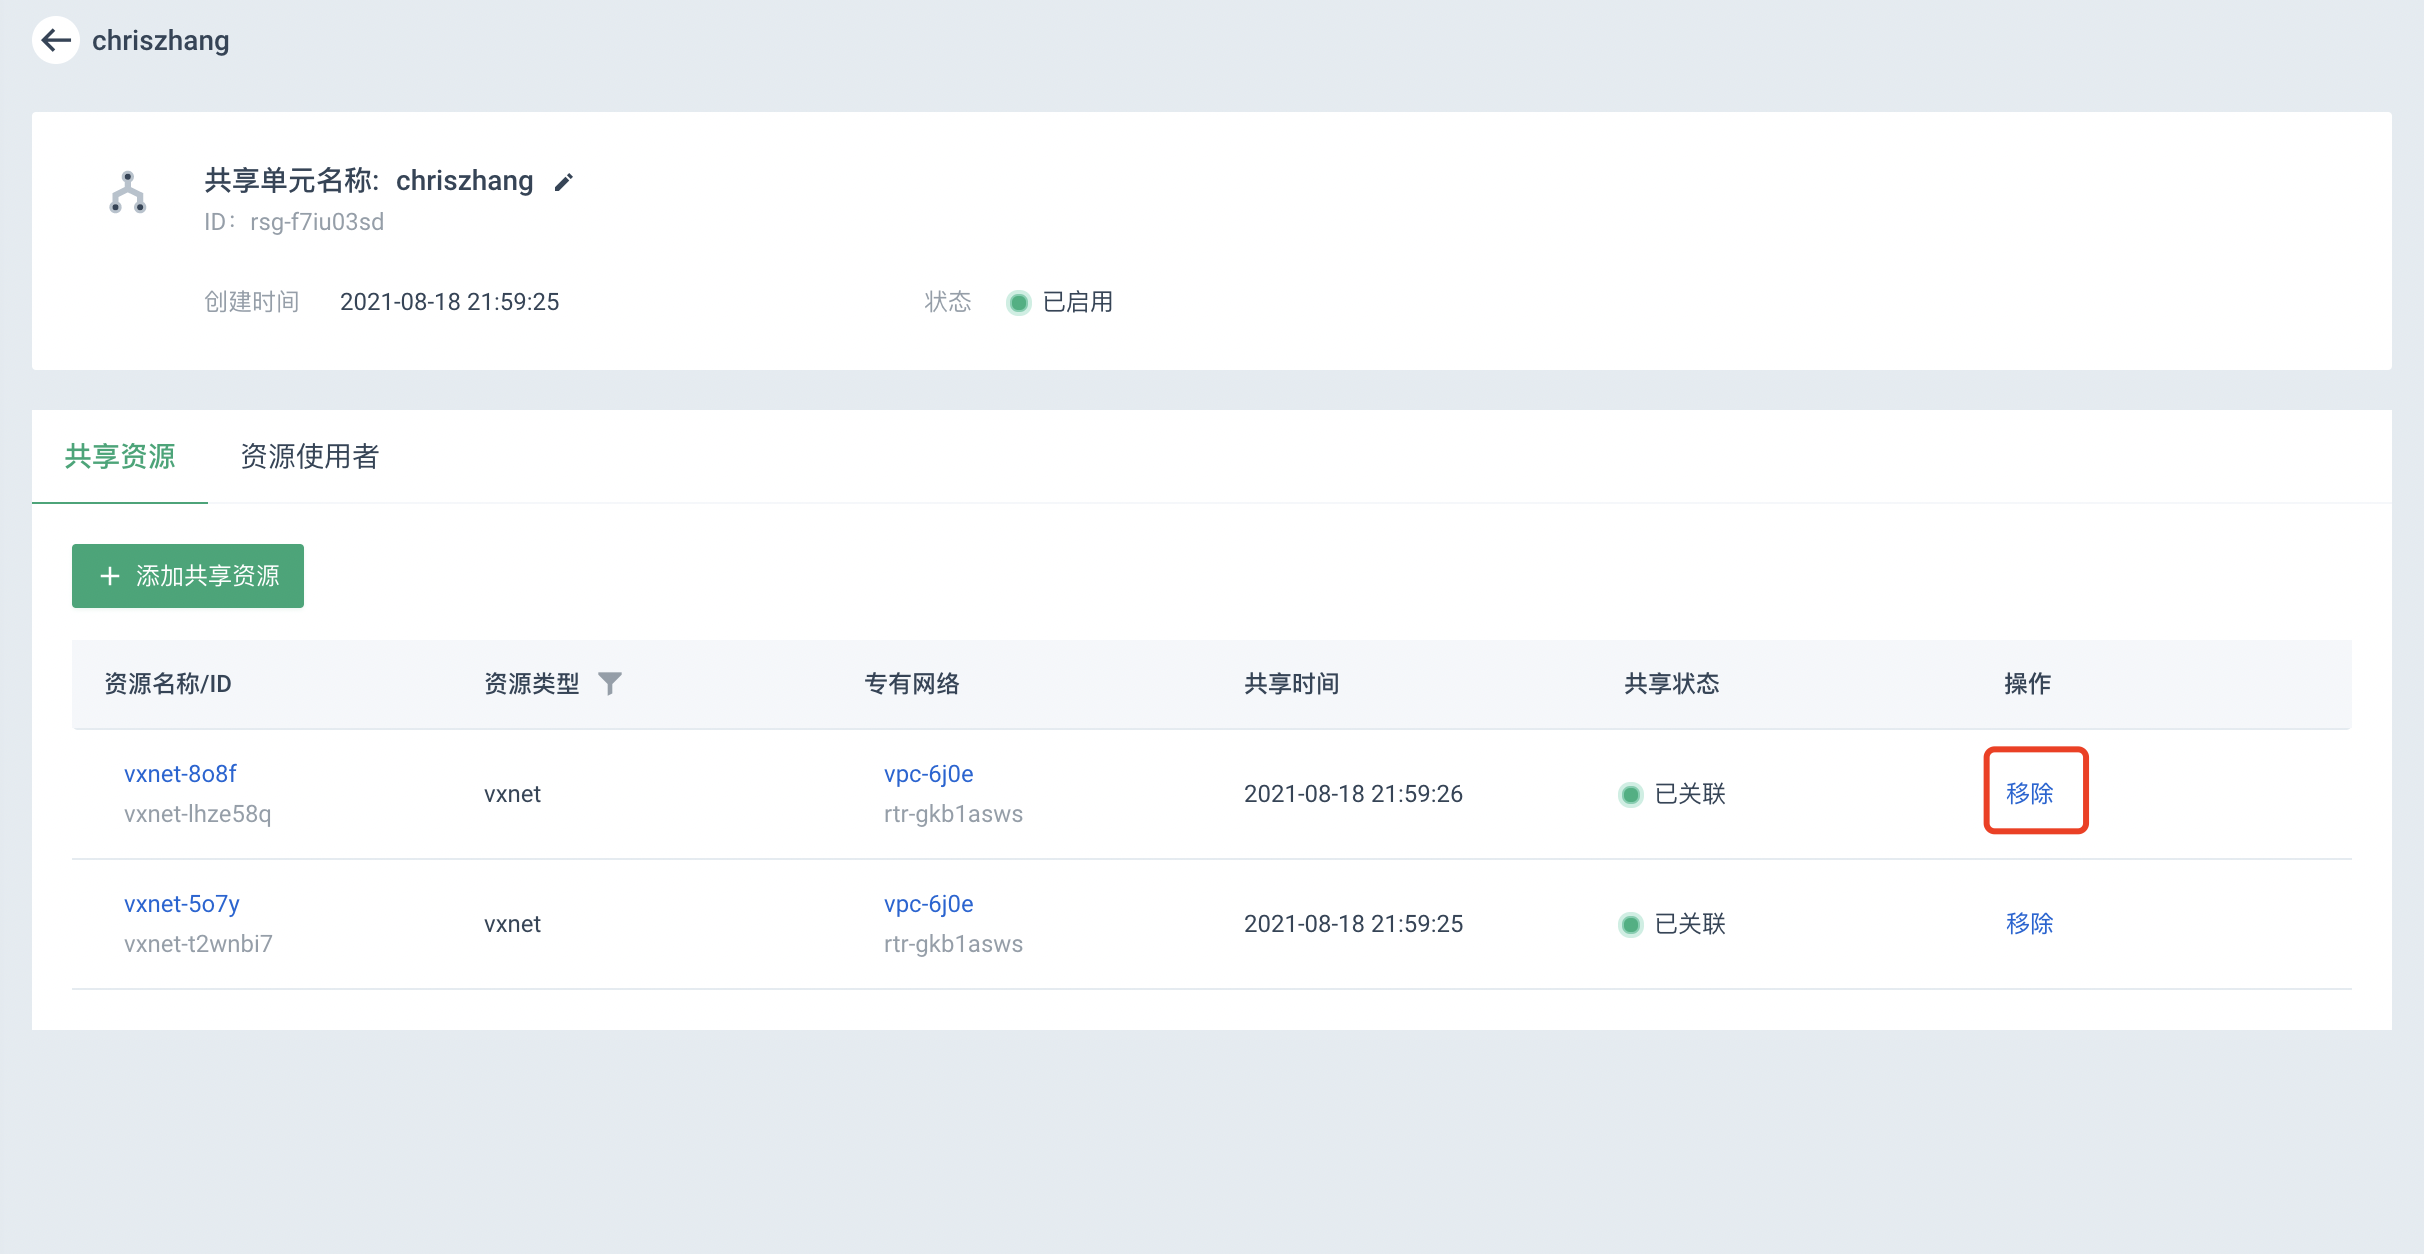 chriszhang
共享单元名称: chriszhang
ID: rsg-f7iu03sd
创建时间 2021-08-18 21:59:25 状态 已启用
共享资源 资源使用者
+ 添加共享资源
资源名称/ID 资源类型 专有网络 共享时间 共享状态 操作
vxnet-8o8f vxnet vpc-6j0e 2021-08-18 21:59:26 已关联 移除
vxnet-lhze58q rtr-gkb1asws
vxnet-5o7y vxnet vpc-6j0e 2021-08-18 21:59:25 已关联 移除
vxnet-t2wnbi7 rtr-gkb1asws